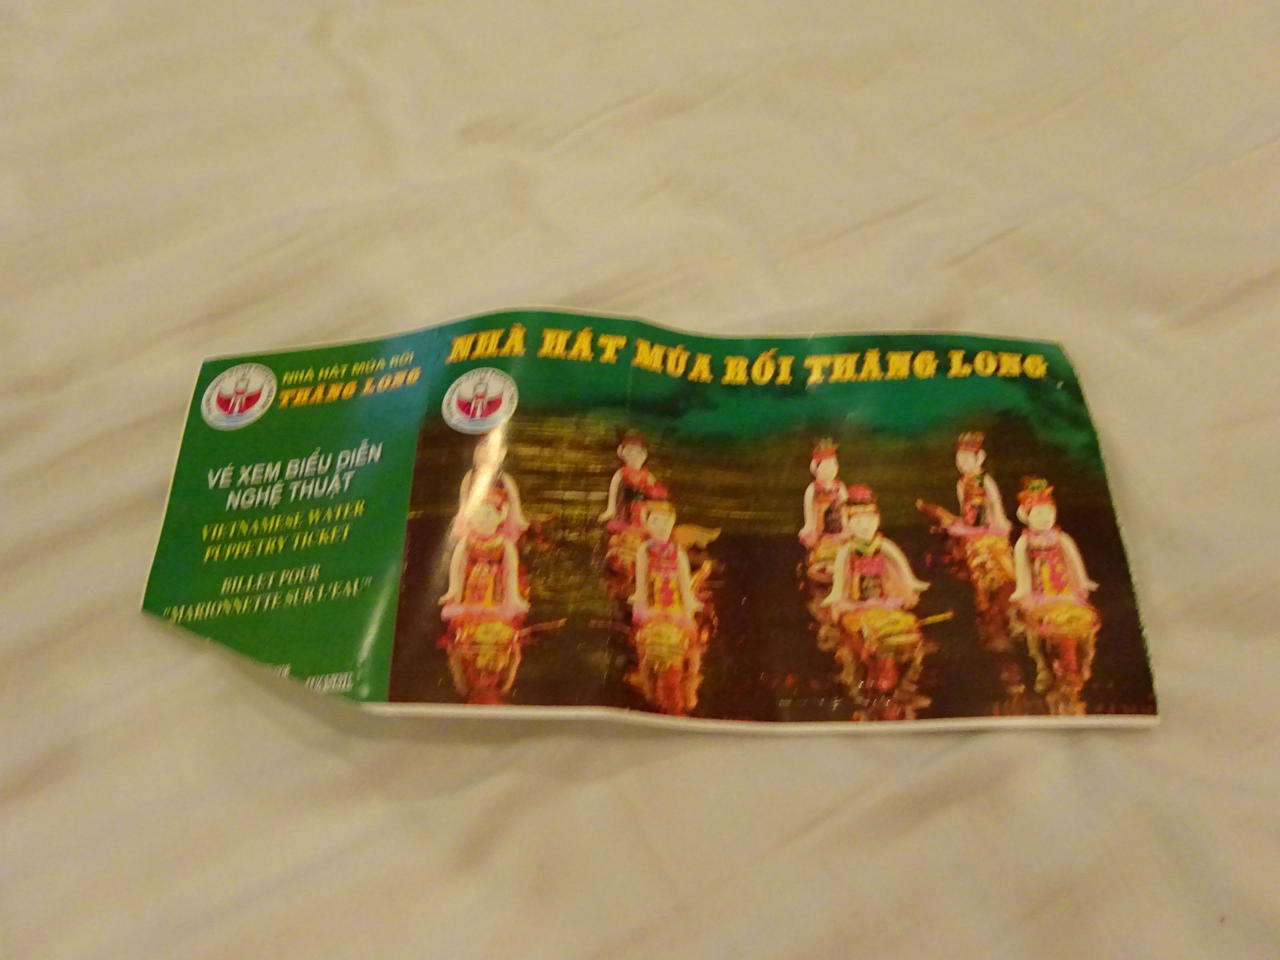 NHÀ HÁT MÚA RỐI
THĂNG LONG
VÉ XEM BIỂU DIỄN
NGHỆ THUẬT
VIETNAMESE WATER
PUPPETRY TICKET
BILLET POUR
"MARIONNETTE SUR L'EAU"
NHÀ HÁT MÚA RỐI THĂNG LONG